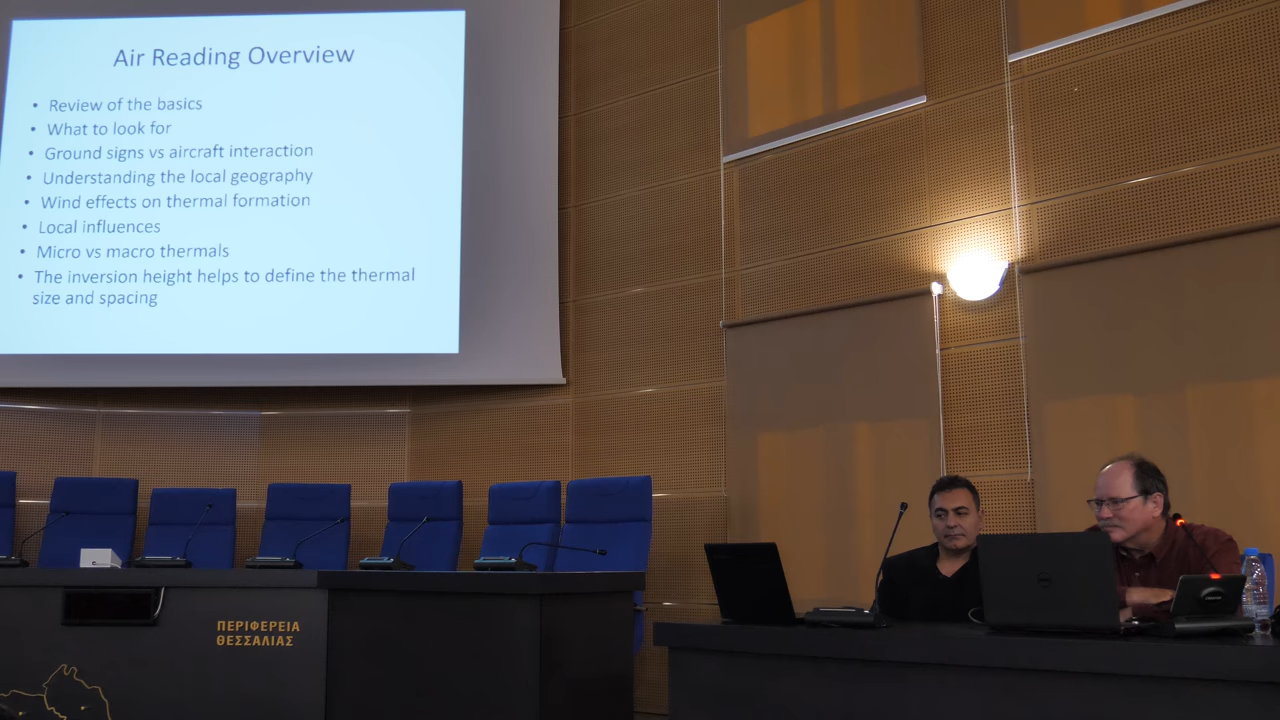 Air Reading Overview
• Review of the basics
• What to look for
• Ground signs vs aircraft interaction
• Understanding the local geography
• Wind effects on thermal formation
• Local influences
• Micro vs macro thermals
• The inversion height helps to define the thermal
size and spacing
ΠΕΡΙΦΕΡΕΙΑ
ΘΕΣΣΑΛΙΑΣ
DELL